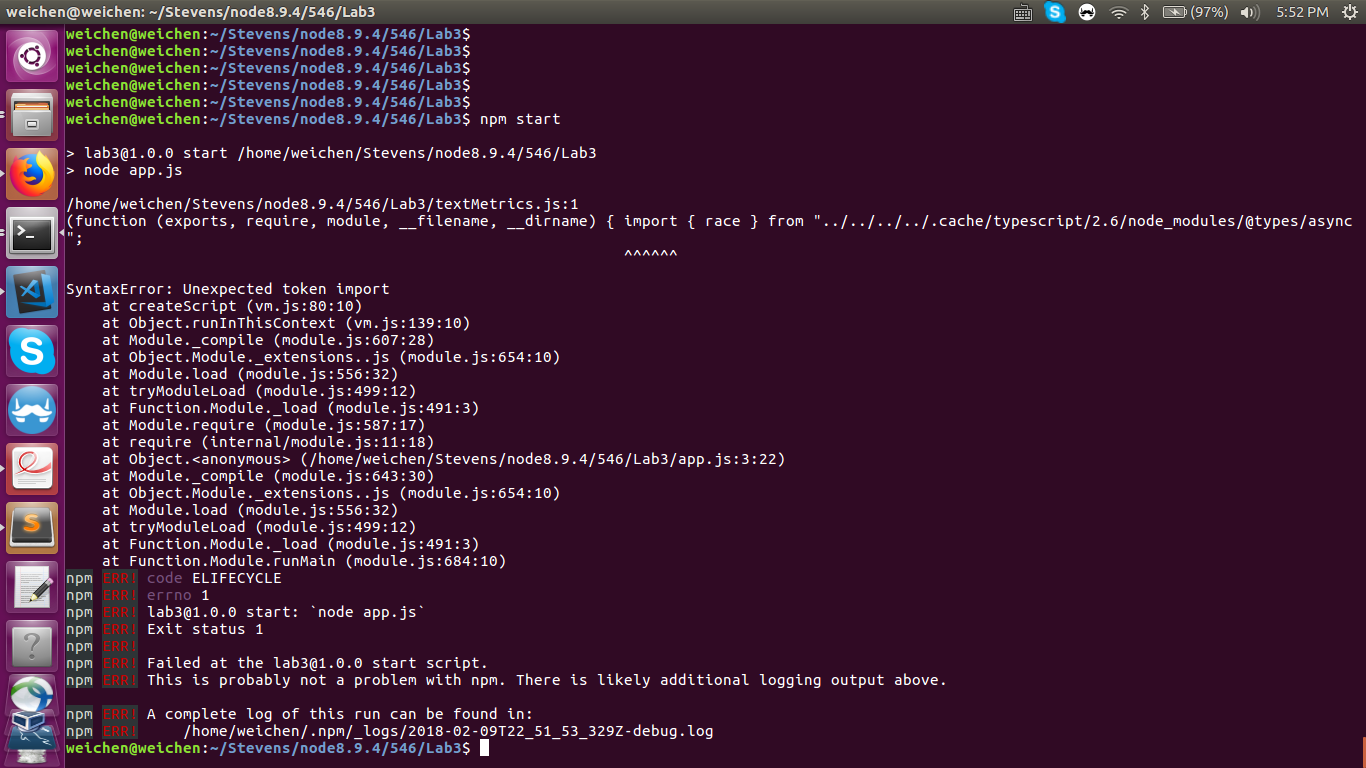 weichen@weichen: ~/Stevens/node8.9.4/546/Lab3
(97%)
5:52 PM
weichen@weichen:~/Stevens/node8.9.4/546/Lab3$
weichen@weichen:~/Stevens/node8.9.4/546/Lab3$
weichen@weichen:~/Stevens/node8.9.4/546/Lab3$
weichen@weichen:~/Stevens/node8.9.4/546/Lab3$
weichen@weichen:~/Stevens/node8.9.4/546/Lab3$
weichen@weichen:~/Stevens/node8.9.4/546/Lab3$ npm start
> lab3@1.0.0 start /home/weichen/Stevens/node8.9.4/546/Lab3
> node app.js
/home/weichen/Stevens/node8.9.4/546/Lab3/textMetrics.js:1
(function (exports, require, module, __filename, __dirname) { import { race } from "../../../../.cache/typescript/2.6/node_modules/@types/async
";
^^^^^^
SyntaxError: Unexpected token import
    at createScript (vm.js:80:10)
    at Object.runInThisContext (vm.js:139:10)
    at Module._compile (module.js:607:28)
    at Object.Module._extensions..js (module.js:654:10)
    at Module.load (module.js:556:32)
    at tryModuleLoad (module.js:499:12)
    at Function.Module._load (module.js:491:3)
    at Module.require (module.js:587:17)
    at require (internal/module.js:11:18)
    at Object.<anonymous> (/home/weichen/Stevens/node8.9.4/546/Lab3/app.js:3:22)
    at Module._compile (module.js:643:30)
    at Object.Module._extensions..js (module.js:654:10)
    at Module.load (module.js:556:32)
    at tryModuleLoad (module.js:499:12)
    at Function.Module._load (module.js:491:3)
    at Function.Module.runMain (module.js:684:10)
npm ERR! code ELIFECYCLE
npm ERR! errno 1
npm ERR! lab3@1.0.0 start: `node app.js`
npm ERR! Exit status 1
npm ERR!
npm ERR! Failed at the lab3@1.0.0 start script.
npm ERR! This is probably not a problem with npm. There is likely additional logging output above.
npm ERR! A complete log of this run can be found in:
npm ERR!     /home/weichen/.npm/_logs/2018-02-09T22_51_53_329Z-debug.log
weichen@weichen:~/Stevens/node8.9.4/546/Lab3$